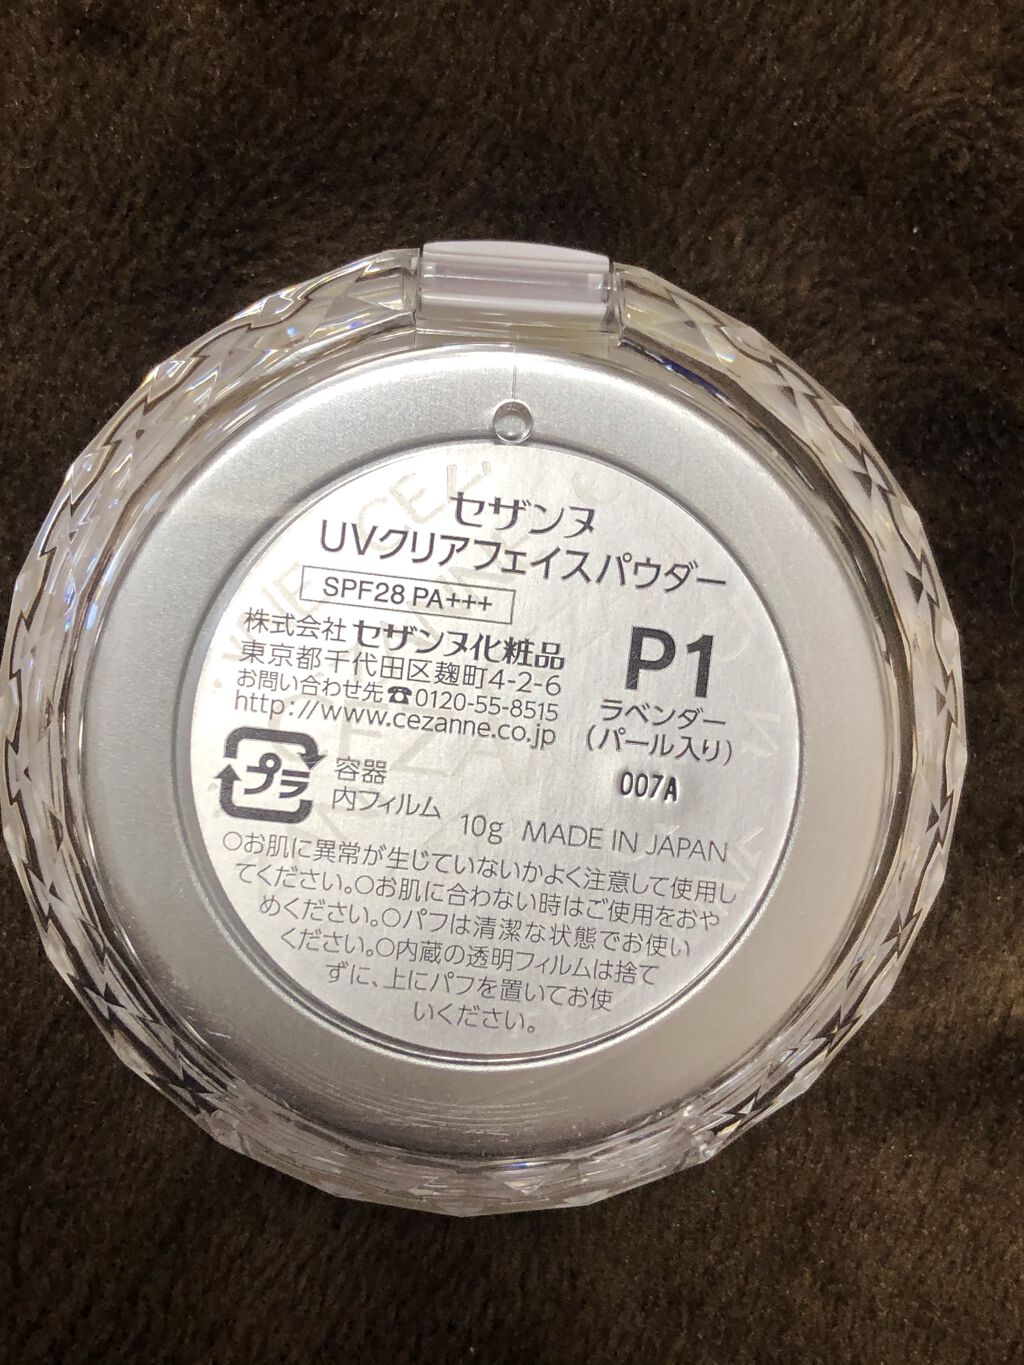 セザンヌ
UVクリアフェイスパウダー
SPF28 PA+++
株式会社 セザンヌ化粧品
東京都千代田区麹町4-2-6
お問い合わせ先☎0120-55-8515
http://www.cezanne.co.jp
P1
ラベンダー
(パール入り)
007A
プラ
容器
内フィルム
10g MADE IN JAPAN
○お肌に異常が生じていないかよく注意して使用し
てください。○お肌に合わない時はご使用をおや
めください。○パフは清潔な状態でお使い
ください。○内蔵の透明フィルムは捨て
ずに、上にパフを置いてお使
いください。